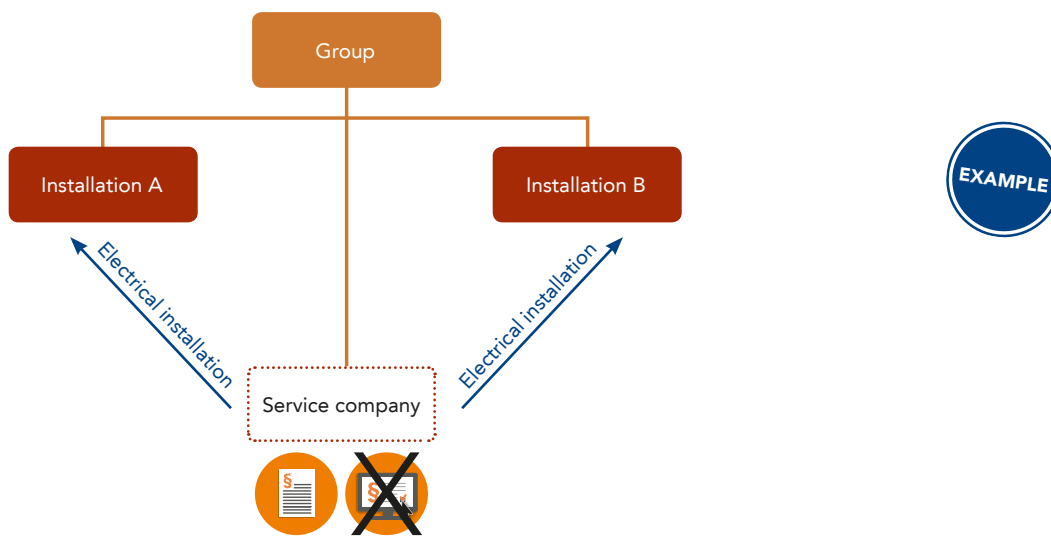 Group
Installation A
Installation B
EXAMPLE
Electrical installation
Electrical installation
Service company
§
§